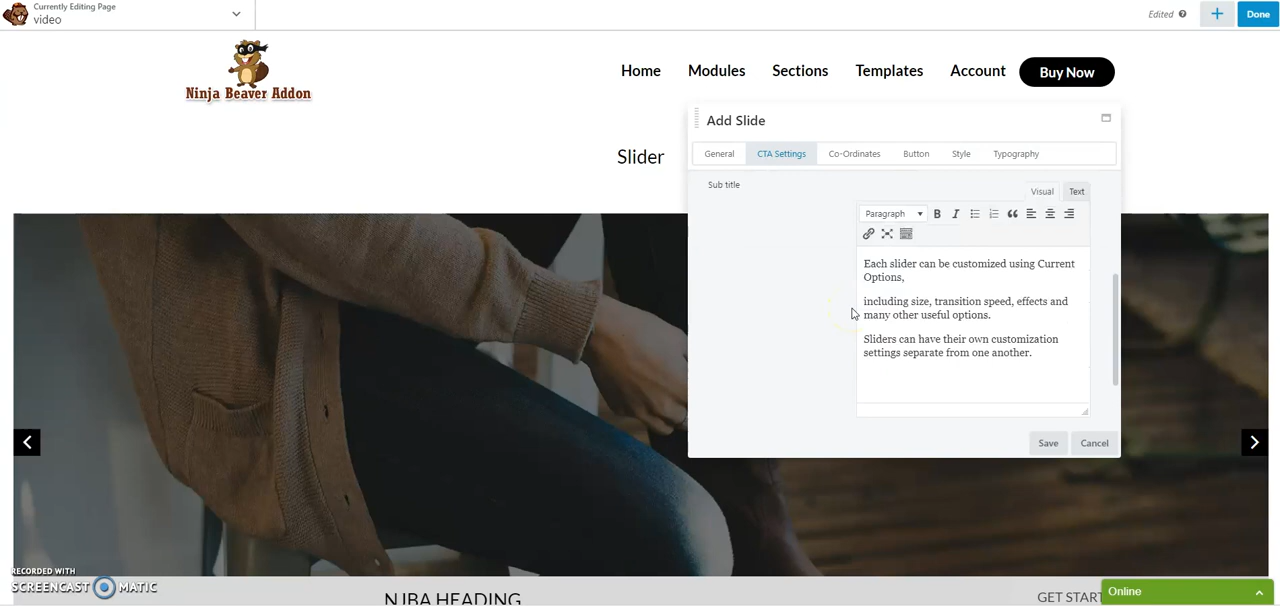 Currently Editing Page
video
Edited
Done
Ninja Beaver Addon
Home Modules Sections Templates Account Buy Now
Slider
Add Slide
General CTA Settings Co-Ordinates Button Style Typography
Sub title
Visual Text
Paragraph
Each slider can be customized using Current
Options,
including size, transition speed, effects and
many other useful options.
Sliders can have their own customization
settings separate from one another.
Save Cancel
RECORDED WITH
SCREENCAST MATIC
NJBA HEADING
GET START
Online